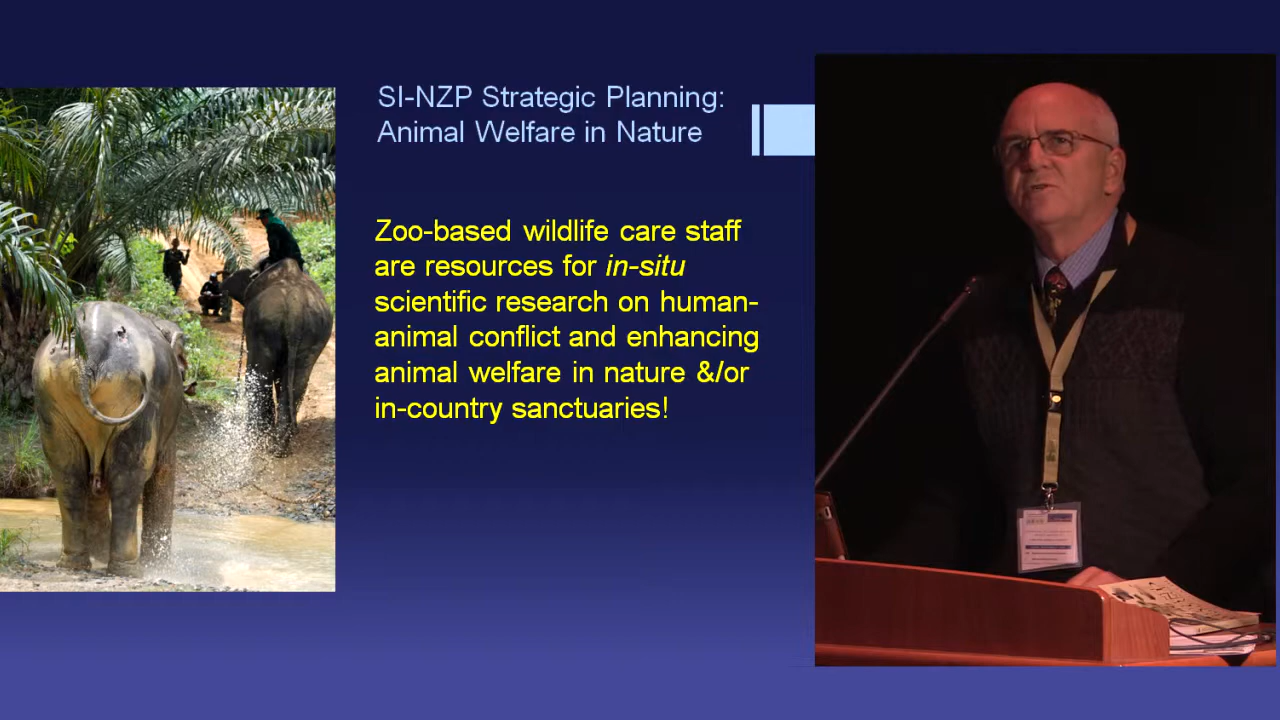 SI-NZP Strategic Planning:
Animal Welfare in Nature
Zoo-based wildlife care staff
are resources for in-situ
scientific research on human-
animal conflict and enhancing
animal welfare in nature &/or
in-country sanctuaries!